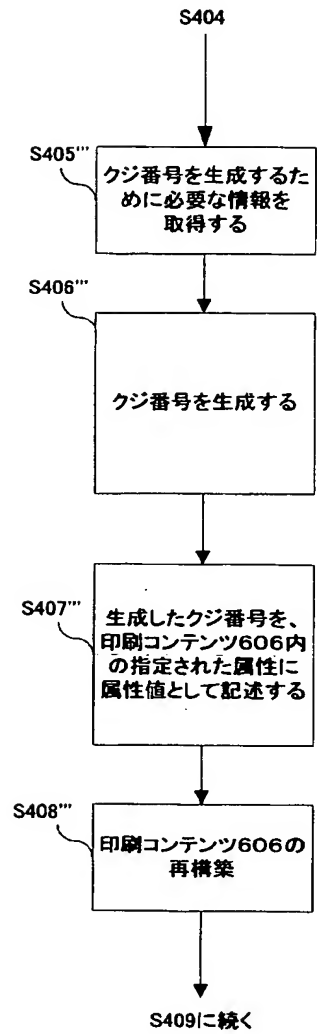 S404
S405'''
クジ番号を生成するた
めに必要な情報を
取得する
S406'''
クジ番号を生成する
S407'''
生成したクジ番号を、
印刷コンテンツ606内
の指定された属性に
属性値として記述する
S408'''
印刷コンテンツ606の
再構築
S409に続く